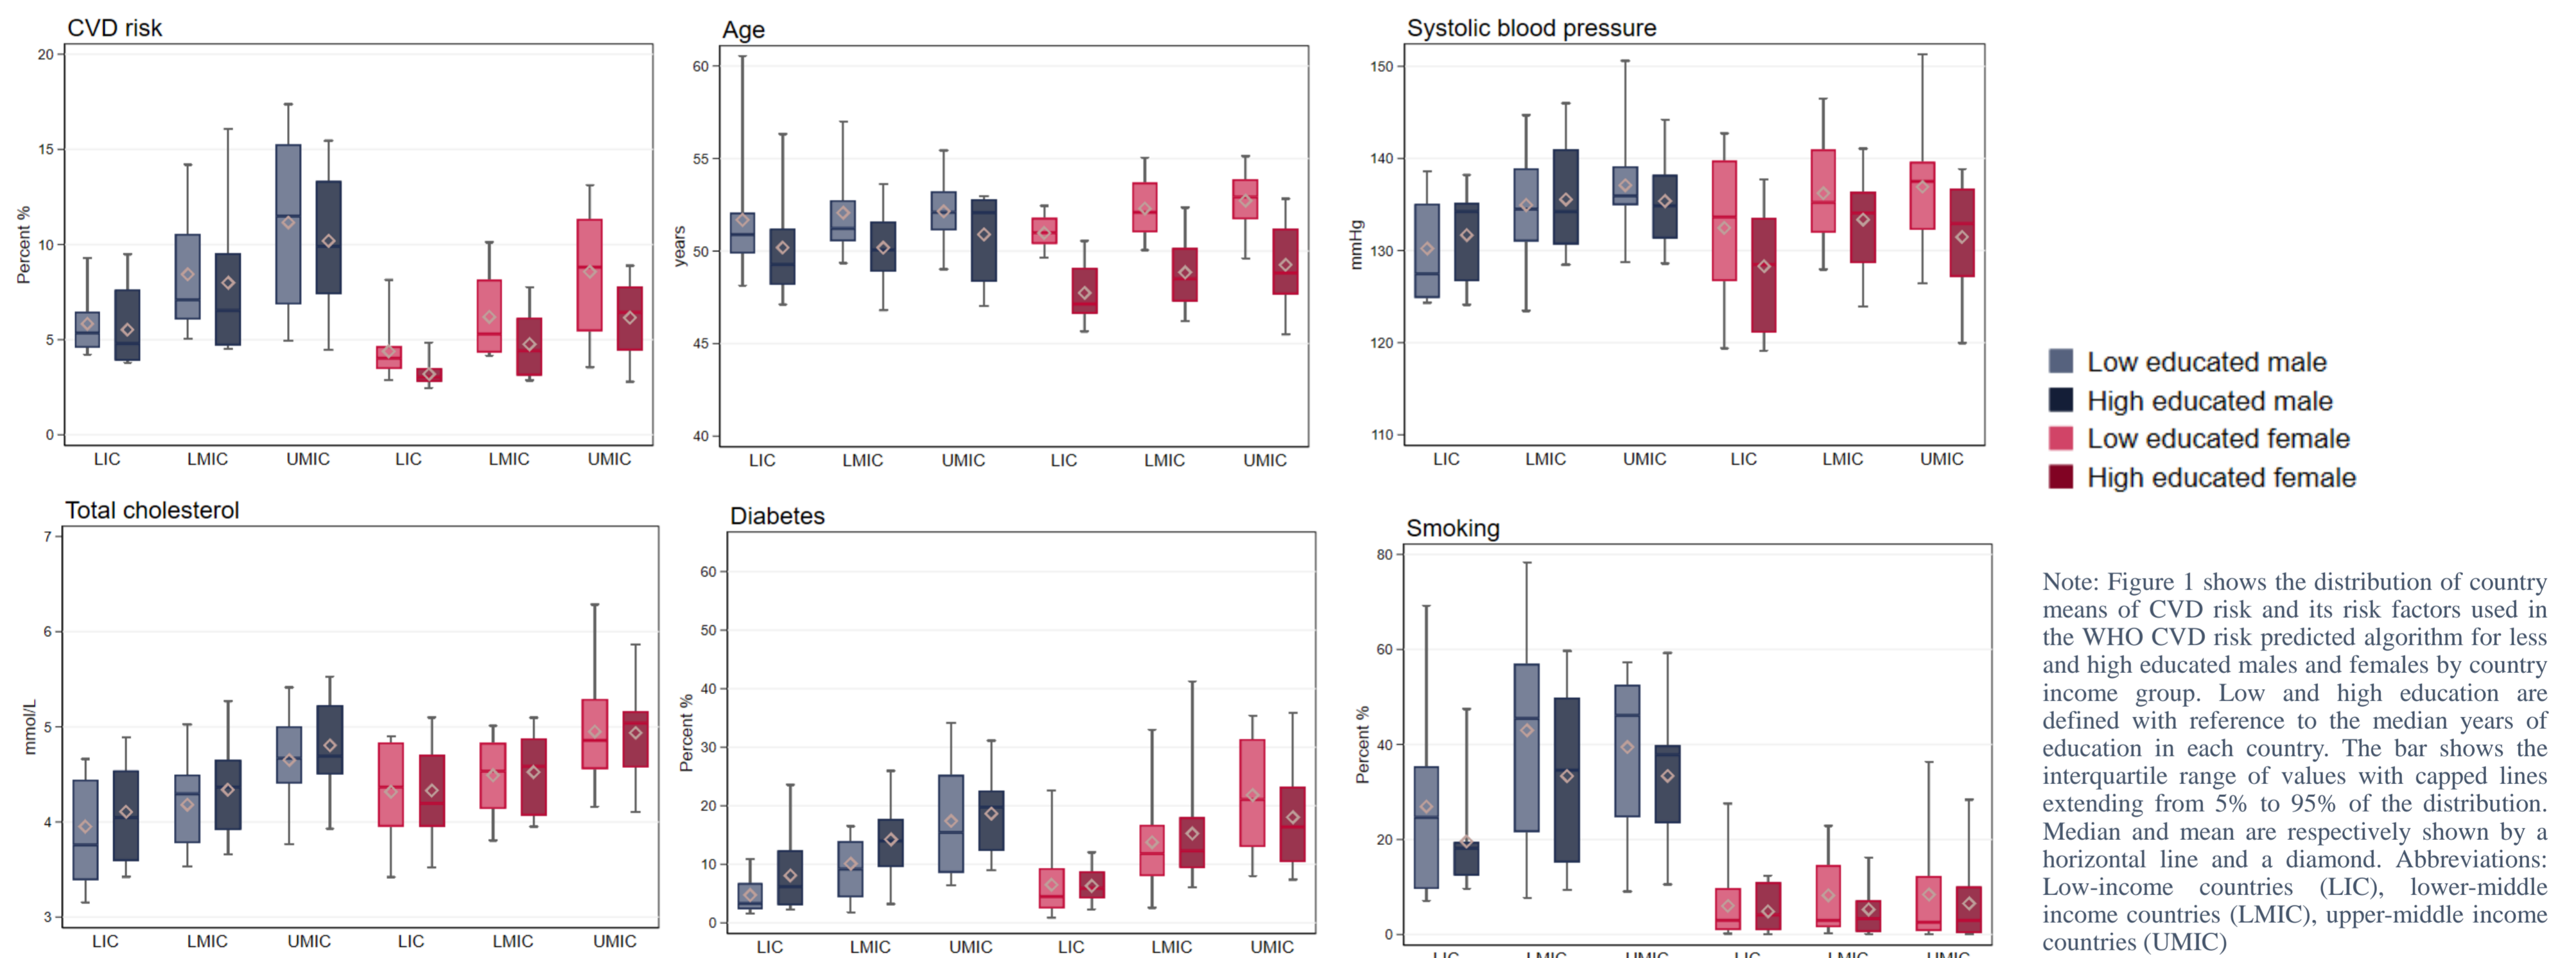 CVD risk
Percent %
20
15
10
5
0
LIC LMIC UMIC LIC LMIC UMIC
Age
years
60
55
50
45
40
LIC LMIC UMIC LIC LMIC UMIC
Systolic blood pressure
mmHg
150
140
130
120
110
LIC LMIC UMIC LIC LMIC UMIC
Low educated male
High educated male
Low educated female
High educated female
Total cholesterol
mmol/L
7
6
5
4
3
LIC LMIC UMIC LIC LMIC UMIC
Diabetes
Percent %
60
50
40
30
20
10
0
LIC LMIC UMIC LIC LMIC UMIC
Smoking
Percent %
80
60
40
20
0
LIC LMIC UMIC LIC LMIC UMIC
Note: Figure 1 shows the distribution of country
means of CVD risk and its risk factors used in
the WHO CVD risk predicted algorithm for less
and high educated males and females by country
income group. Low and high education are
defined with reference to the median years of
education in each country. The bar shows the
interquartile range of values with capped lines
extending from 5% to 95% of the distribution.
Median and mean are respectively shown by a
horizontal line and a diamond. Abbreviations:
Low-income countries (LIC), lower-middle
income countries (LMIC), upper-middle income
countries (UMIC)